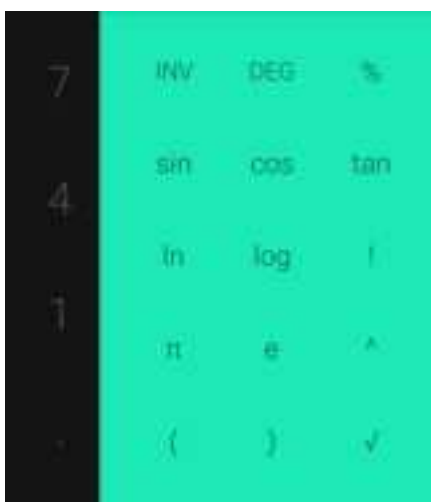 7
INV DEG %
sin cos tan
4
ln log !
1
π e ^
.
( ) √